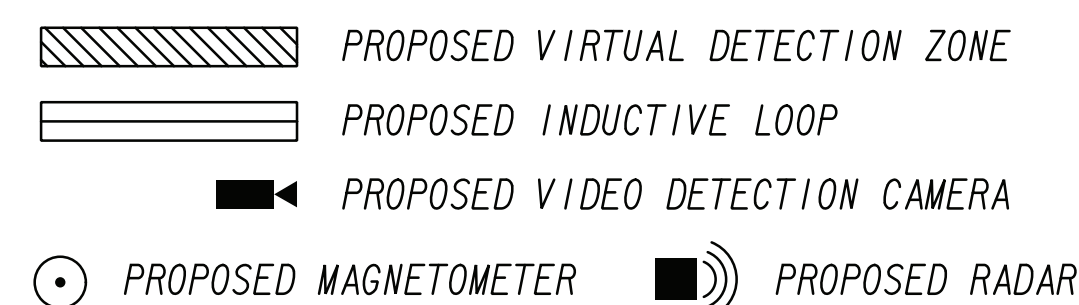 PROPOSED VIRTUAL DETECTION ZONE
PROPOSED INDUCTIVE LOOP
PROPOSED VIDEO DETECTION CAMERA
PROPOSED MAGNETOMETER PROPOSED RADAR